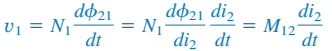 v₁ = N₁ dϕ₂₁/dt = N₁ dϕ₂₁/di₂ di₂/dt = M₁₂ di₂/dt